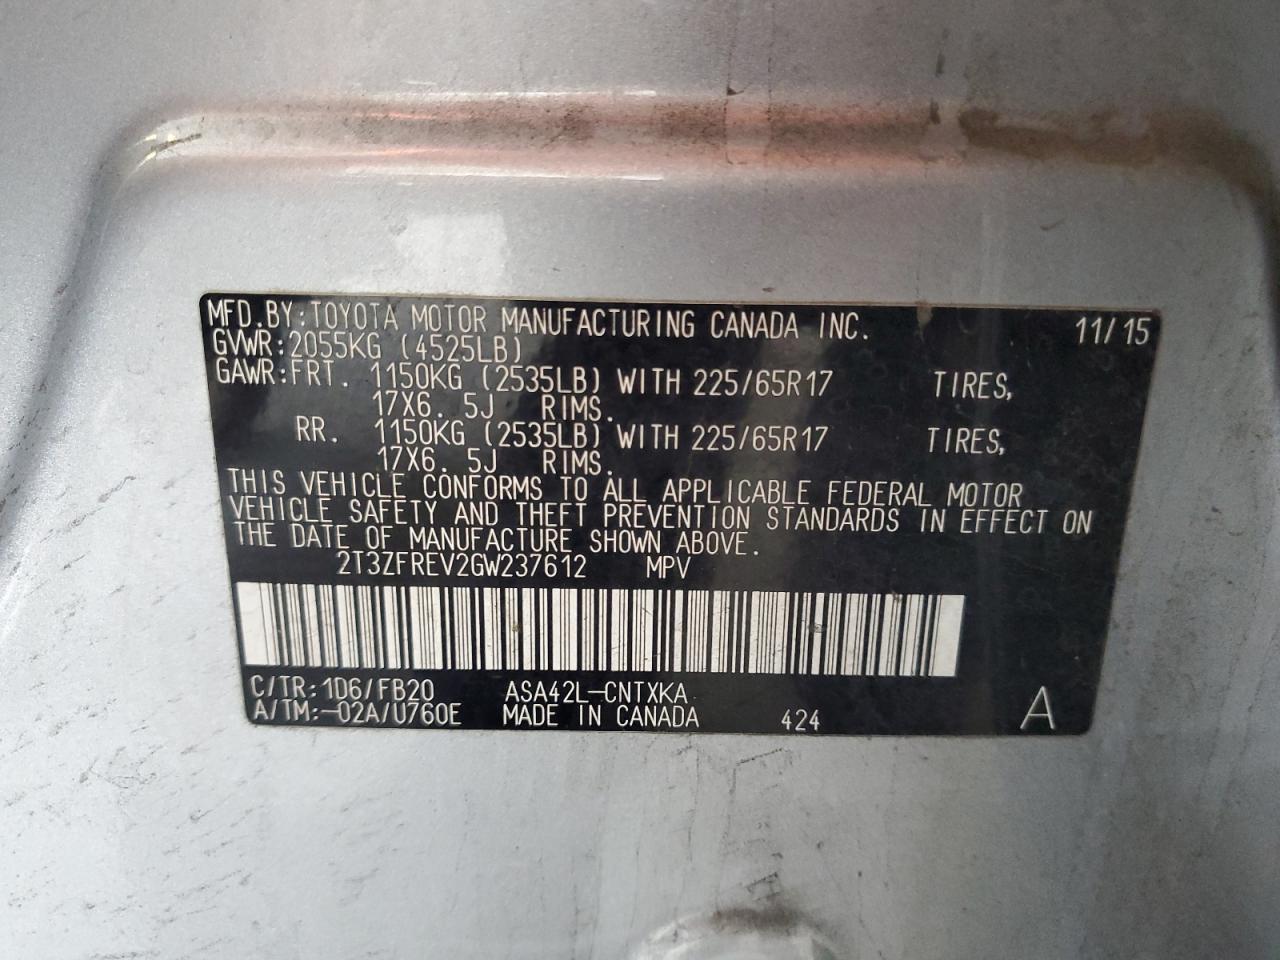 MFD.BY:TOYOTA MOTOR MANUFACTURING CANADA INC. 11/15
GVWR:2055KG (4525LB)
GAWR:FRT. 1150KG (2535LB) WITH 225/65R17 TIRES,
17X6.5J RIMS.
RR. 1150KG (2535LB) WITH 225/65R17 TIRES,
17X6.5J RIMS.
THIS VEHICLE CONFORMS TO ALL APPLICABLE FEDERAL MOTOR
VEHICLE SAFETY AND THEFT PREVENTION STANDARDS IN EFFECT ON
THE DATE OF MANUFACTURE SHOWN ABOVE.
2T3ZFREV2GW237612 MPV
C/TR:1D6/FB20 ASA42L-CNTXKA
A/TM:-02A/U760E MADE IN CANADA 424 A